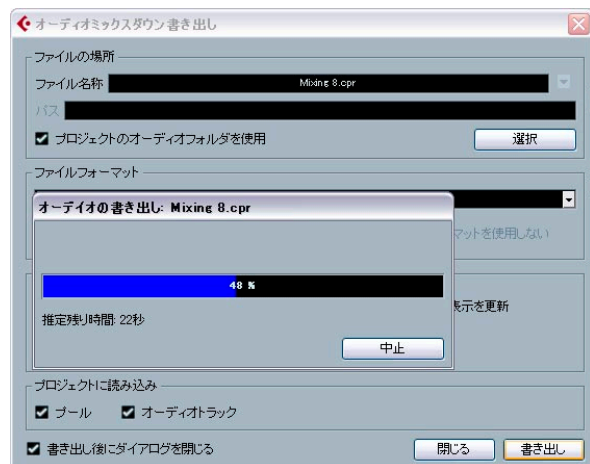 オーディオミックスダウン書き出し
ファイルの場所
ファイル名称 Mixing 8.cpr
パス
プロジェクトのオーディオフォルダを使用 選択
ファイルフォーマット
オーディオの書き出し: Mixing 8.cpr
マットを使用しない
48 %
表示を更新
推定残り時間: 22秒
中止
プロジェクトに読み込み
プール オーディオトラック
書き出し後にダイアログを閉じる 閉じる 書き出し